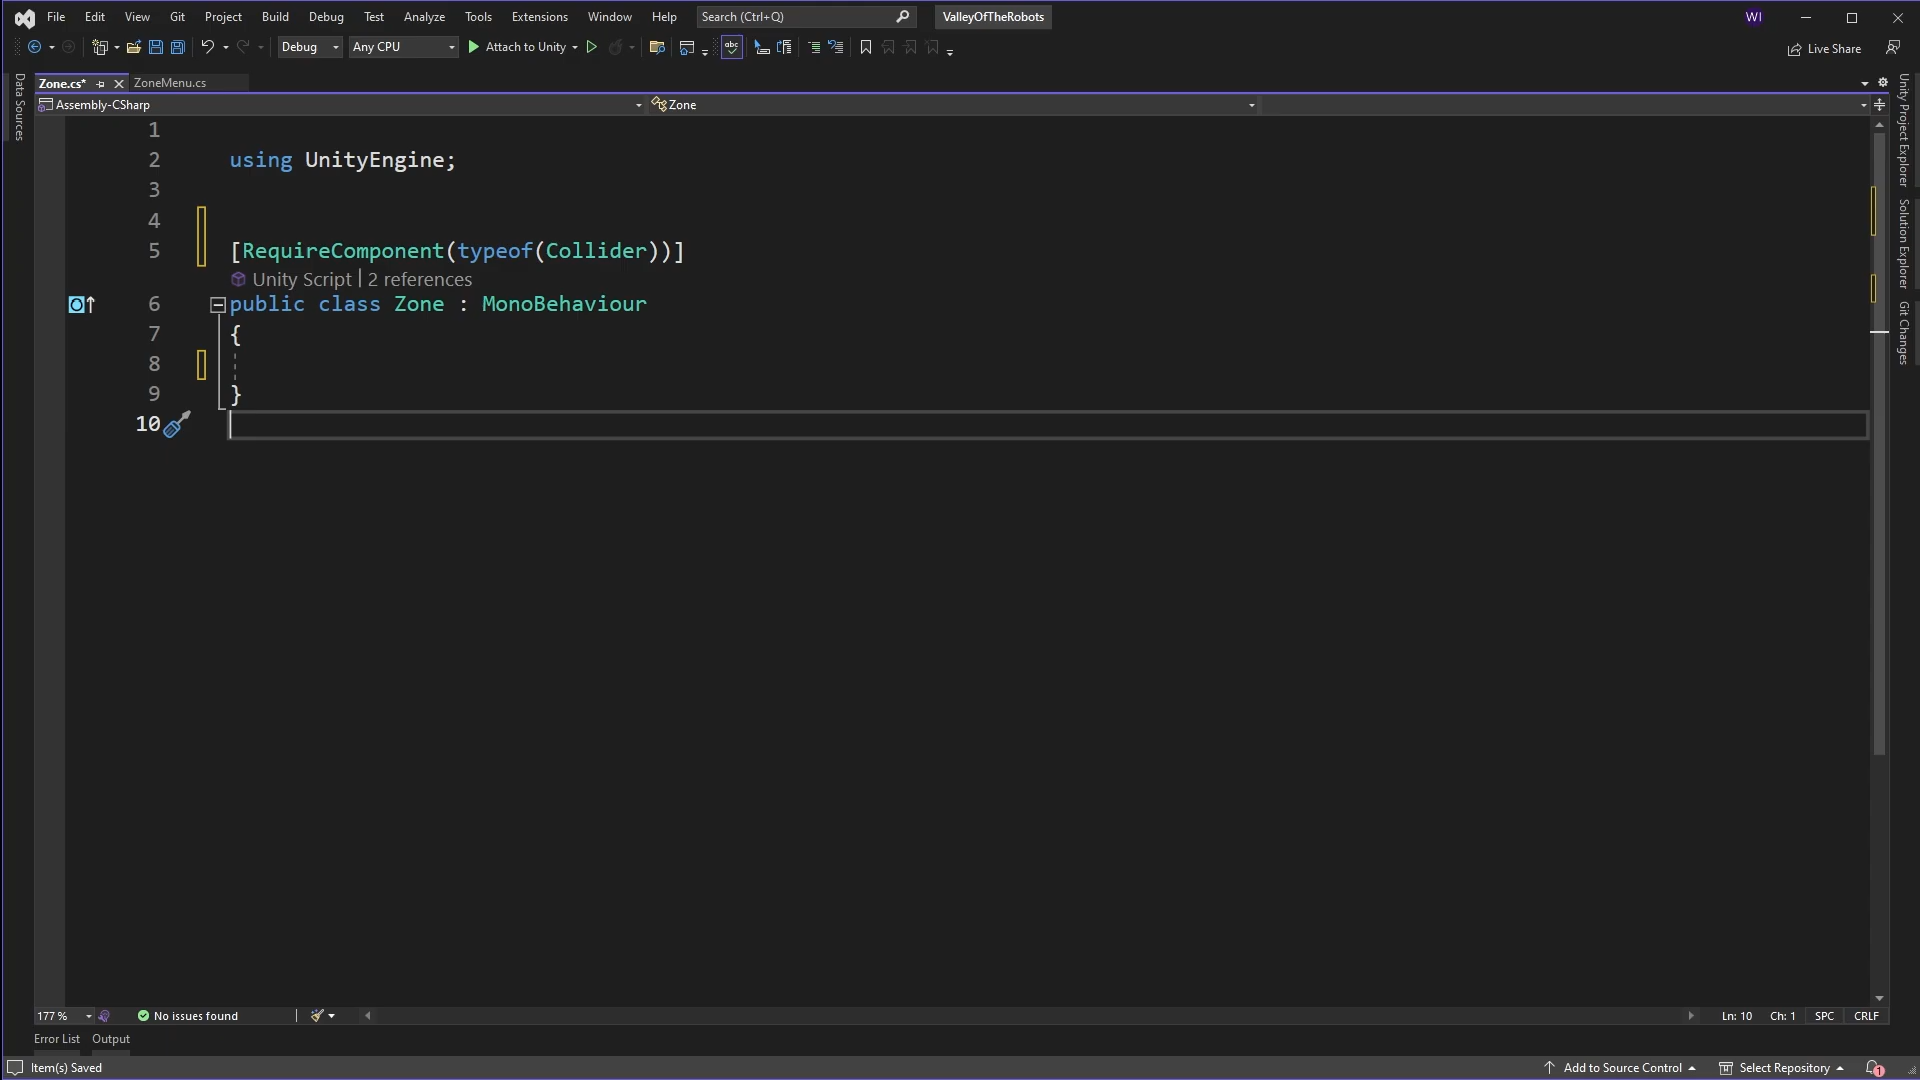 File Edit View Git Project Build Debug Test Analyze Tools Extensions Window Help Search (Ctrl+Q) ValleyOfTheRobots WI
Debug Any CPU Attach to Unity abc Live Share
Data Sources
Zone.cs* ZoneMenu.cs
Assembly-CSharp Zone
1
2 using UnityEngine;
3
4
5 [RequireComponent(typeof(Collider))]
Unity Script | 2 references
6 public class Zone : MonoBehaviour
7 {
8
9 }
10
Unity Project Explorer
Solution Explorer
Git Changes
177 % No issues found Ln: 10 Ch: 1 SPC CRLF
Error List Output
Item(s) Saved Add to Source Control Select Repository 1